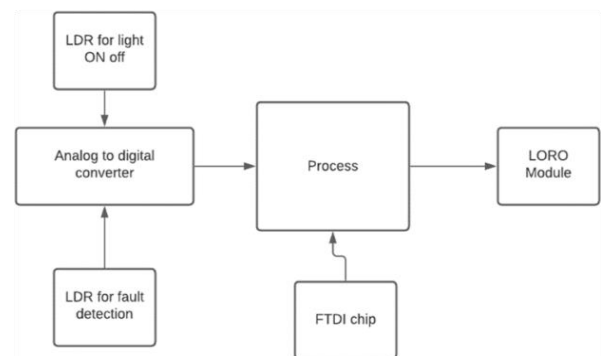 LDR for light
ON off
Analog to digital
converter
Process
LORO
Module
LDR for fault
detection
FTDI chip